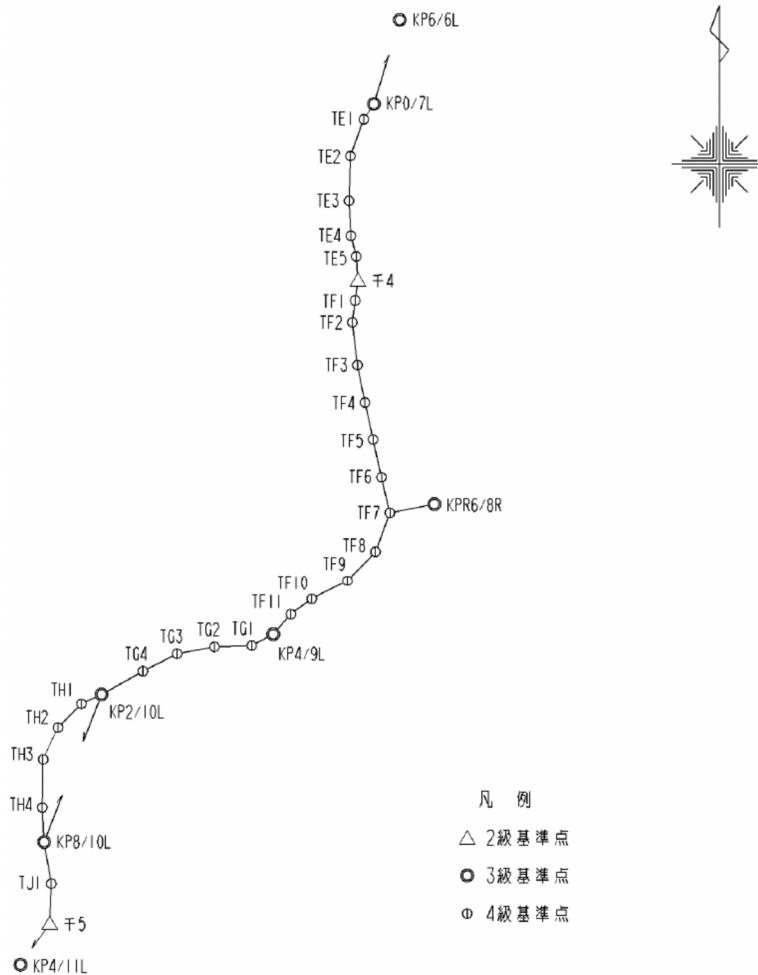 KP6/6L
KP0/7L
TE1
TE2
TE3
TE4
TE5
千4
TF1
TF2
TF3
TF4
TF5
TF6
KPR6/8R
TF7
TF8
TF9
TF10
TF11
KP4/9L
TG1
TG2
TG3
TG4
KP2/10L
TH1
TH2
TH3
TH4
KP8/10L
TJ1
千5
KP4/11L
凡 例
2級基準点
3級基準点
4級基準点